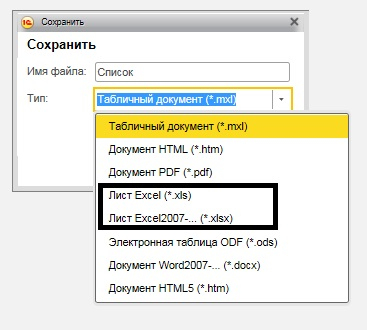 Сохранить
Сохранить
Имя файла: Список
Тип: Табличный документ (*.mxl)
Табличный документ (*.mxl)
Документ HTML (*.htm)
Документ PDF (*.pdf)
Лист Excel (*.xls)
Лист Excel2007-... (*.xlsx)
Электронная таблица ODF (*.ods)
Документ Word2007-... (*.docx)
Документ HTML5 (*.htm)